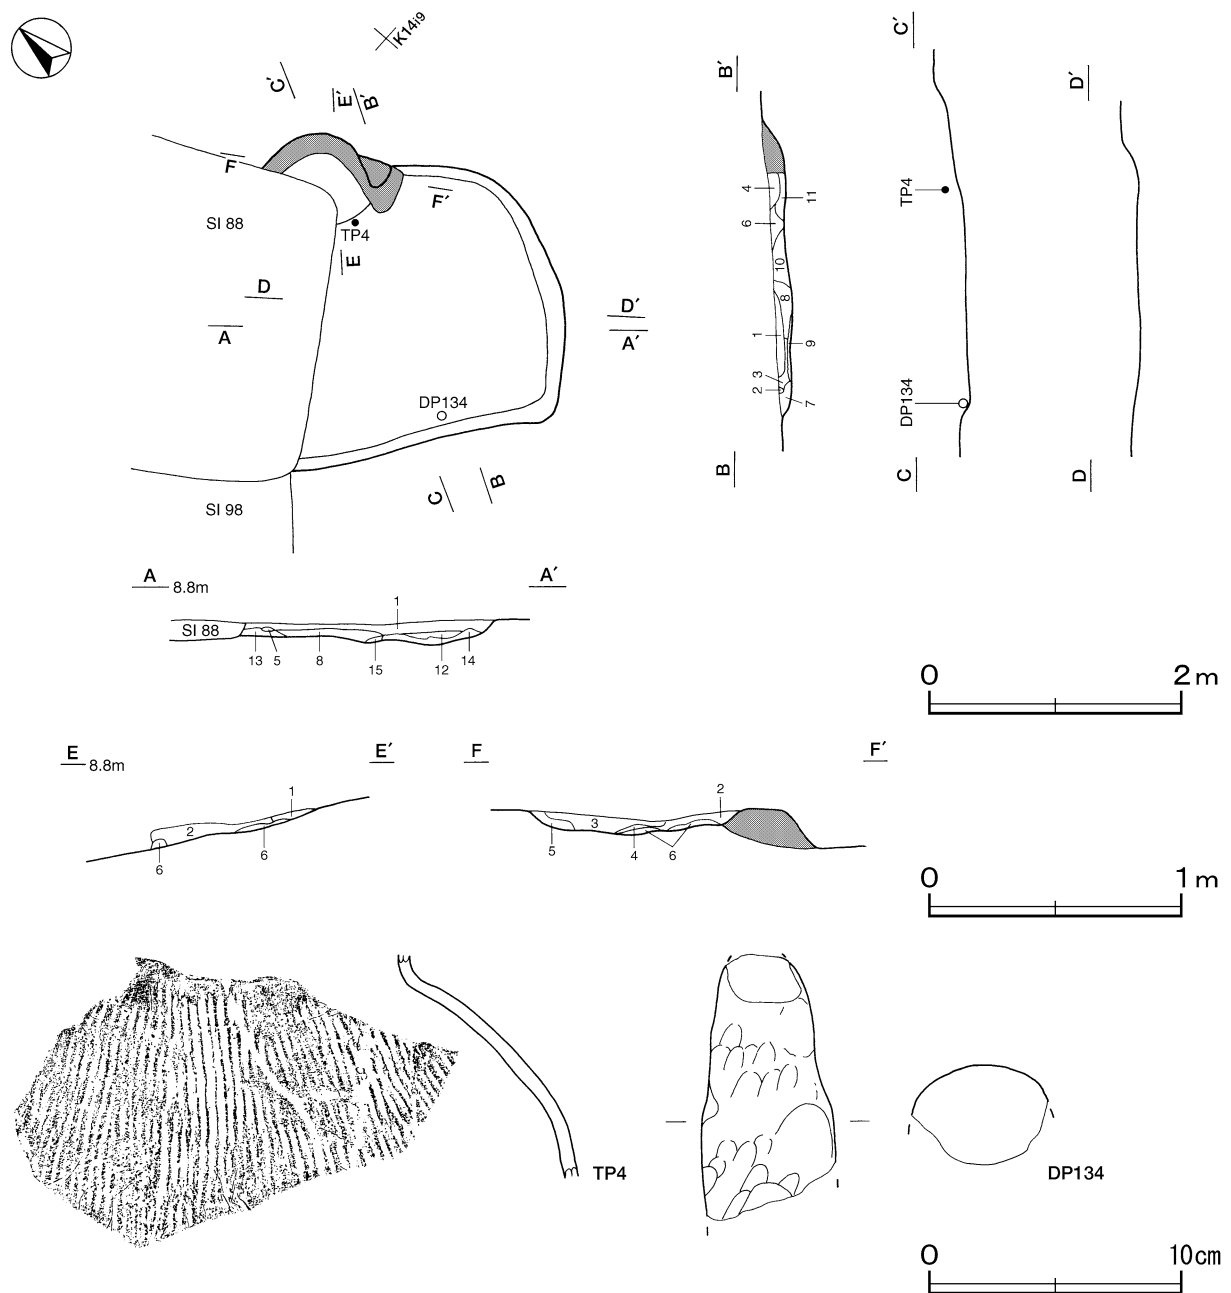 K14i9
C′
E′
B′
F
F′
SI 88
TP4
E
D
A
D′
A′
DP134
C
B
SI 98
B′
4
11
6
10
8
1
9
3
2
7
B
C′
TP4
DP134
C
D′
D
A 8.8m
A′
1
SI 88
13
5
8
15
12
14
0
2m
E 8.8m
E′
1
2
6
6
F
F′
2
3
5
4
6
0
1m
TP4
DP134
0
10cm